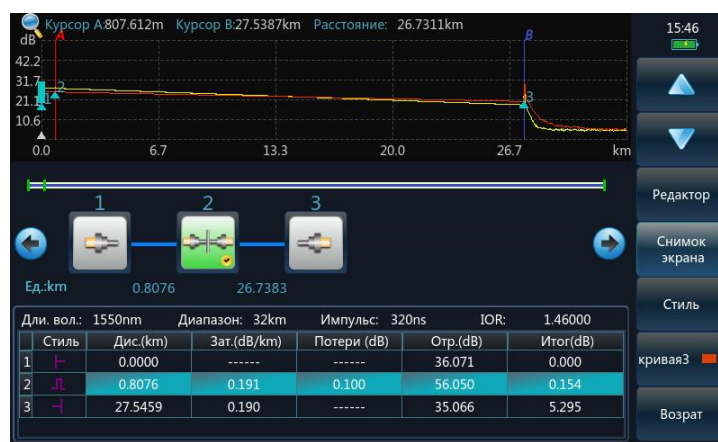 Курсор A:807.612m Курсор B:27.5387km Расстояние: 26.7311km
15:46
dB
A
B
42.2
31.7
21.1
10.6
1
2
3
0.0 6.7 13.3 20.0 26.7 km
Редактор
1 2 3
Снимок
экрана
Ед.:km 0.8076 26.7383
Стиль
Дли. вол.: 1550nm Диапазон: 32km Импульс: 320ns IOR: 1.46000
Стиль Дис.(km) Зат.(dB/km) Потери (dB) Отр.(dB) Итог(dB)
1 0.0000 ------ ------ 36.071 0.000
кривая3
2 0.8076 0.191 0.100 56.050 0.154
3 27.5459 0.190 ------ 35.066 5.295
Возрат